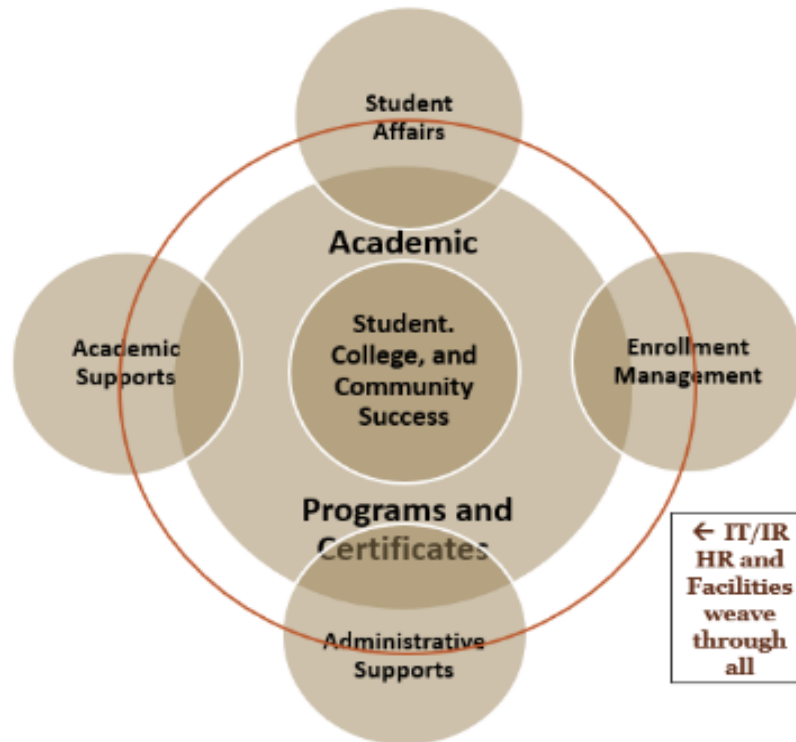 Student
Affairs
Academic
Student.
College, and
Community
Success
Academic
Supports
Enrollment
Management
Programs and
Certificates
Administrative
Supports
← IT/IR
HR and
Facilities
weave
through
all